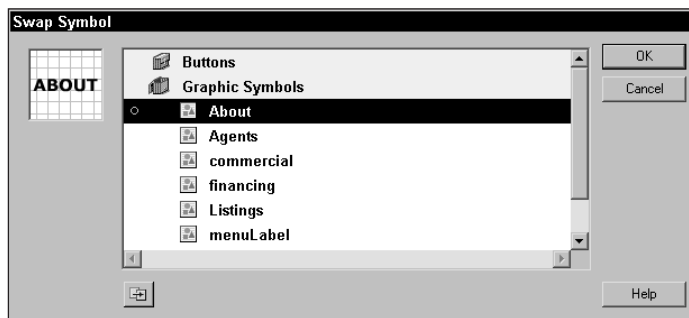 Swap Symbol
ABOUT
Buttons
Graphic Symbols
About
Agents
commercial
financing
Listings
menuLabel
OK
Cancel
Help